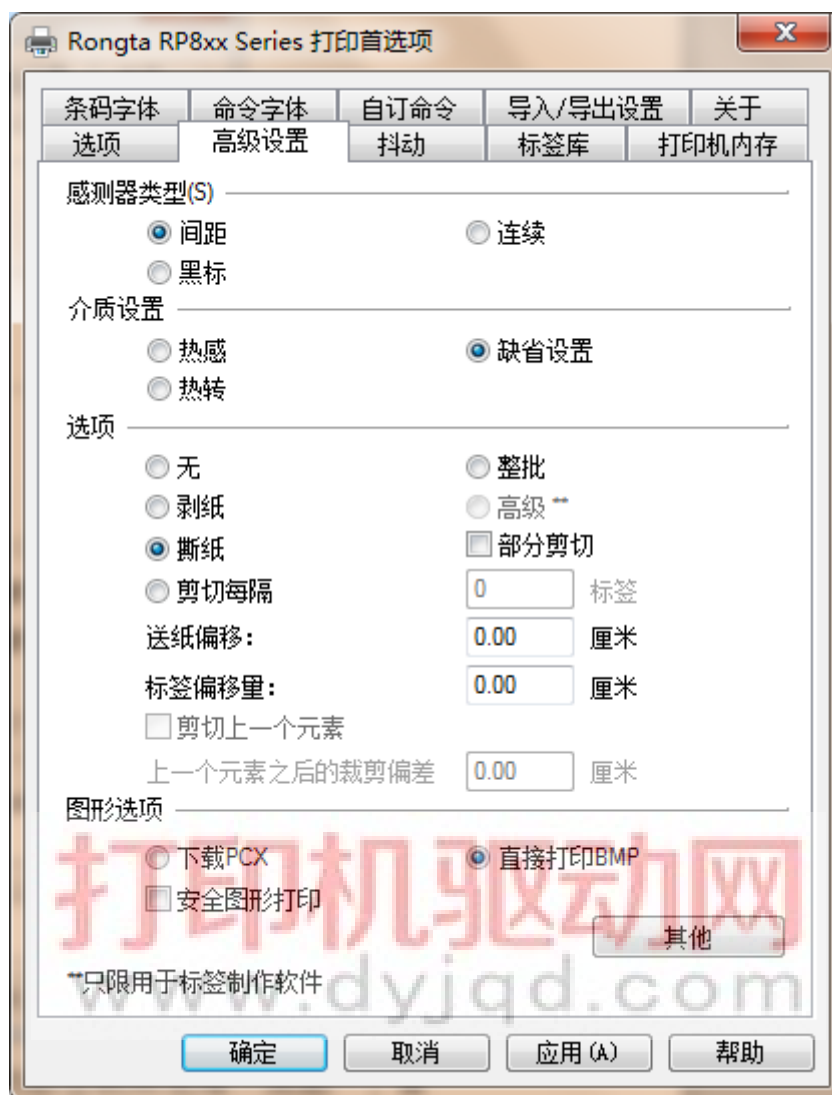 Rongta RP8xx Series 打印首选项
条码字体 命令字体 自订命令 导入/导出设置 关于
选项 高级设置 抖动 标签库 打印机内存
感测器类型(S)
间距 连续
黑标
介质设置
热感 缺省设置
热转
选项
无 整批
剥纸 高级 **
撕纸 部分剪切
剪切每隔 0 标签
送纸偏移: 0.00 厘米
标签偏移量: 0.00 厘米
剪切上一个元素
上一个元素之后的裁剪偏差 0.00 厘米
图形选项
下载PCX 直接打印BMP
安全图形打印
打印机驱动网
其他
**只限用于标签制作软件
www.dyjqd.com
确定 取消 应用(A) 帮助